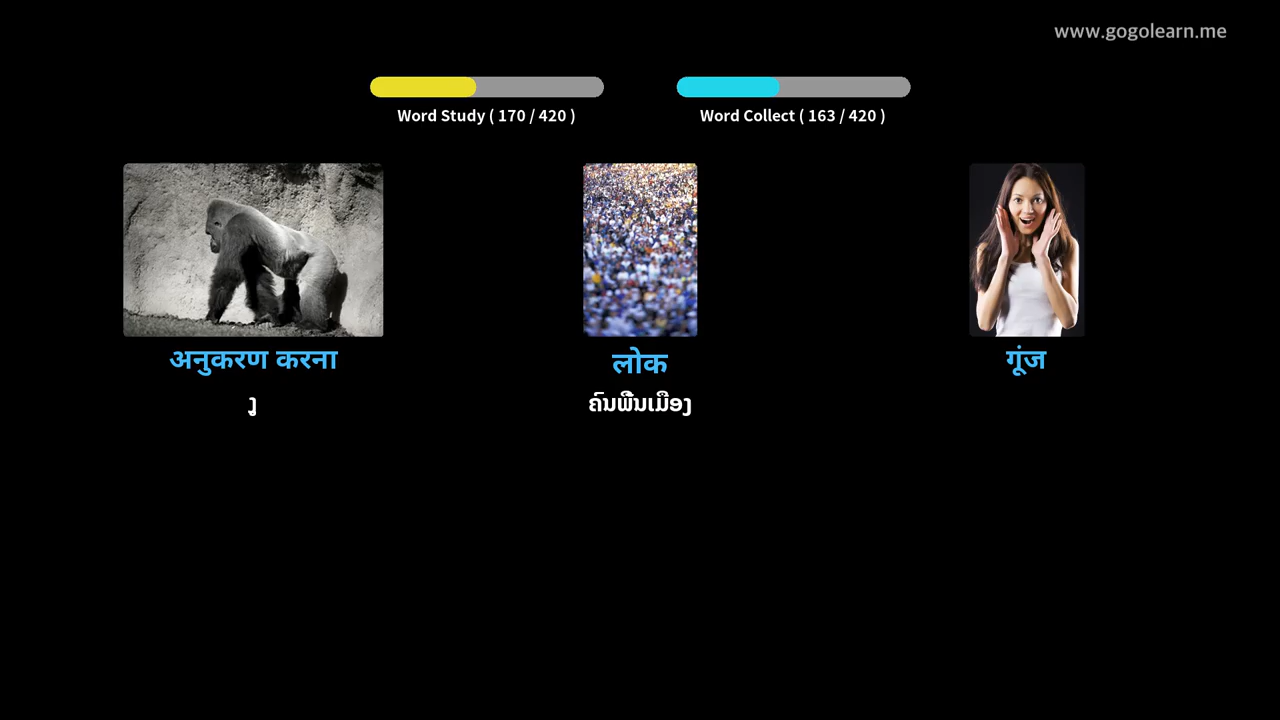 www.gogolearn.me
Word Study ( 170 / 420 )
Word Collect ( 163 / 420 )
अनुकरण करना
लोक
गूंज
ຄົນພື້ນເມືອງ